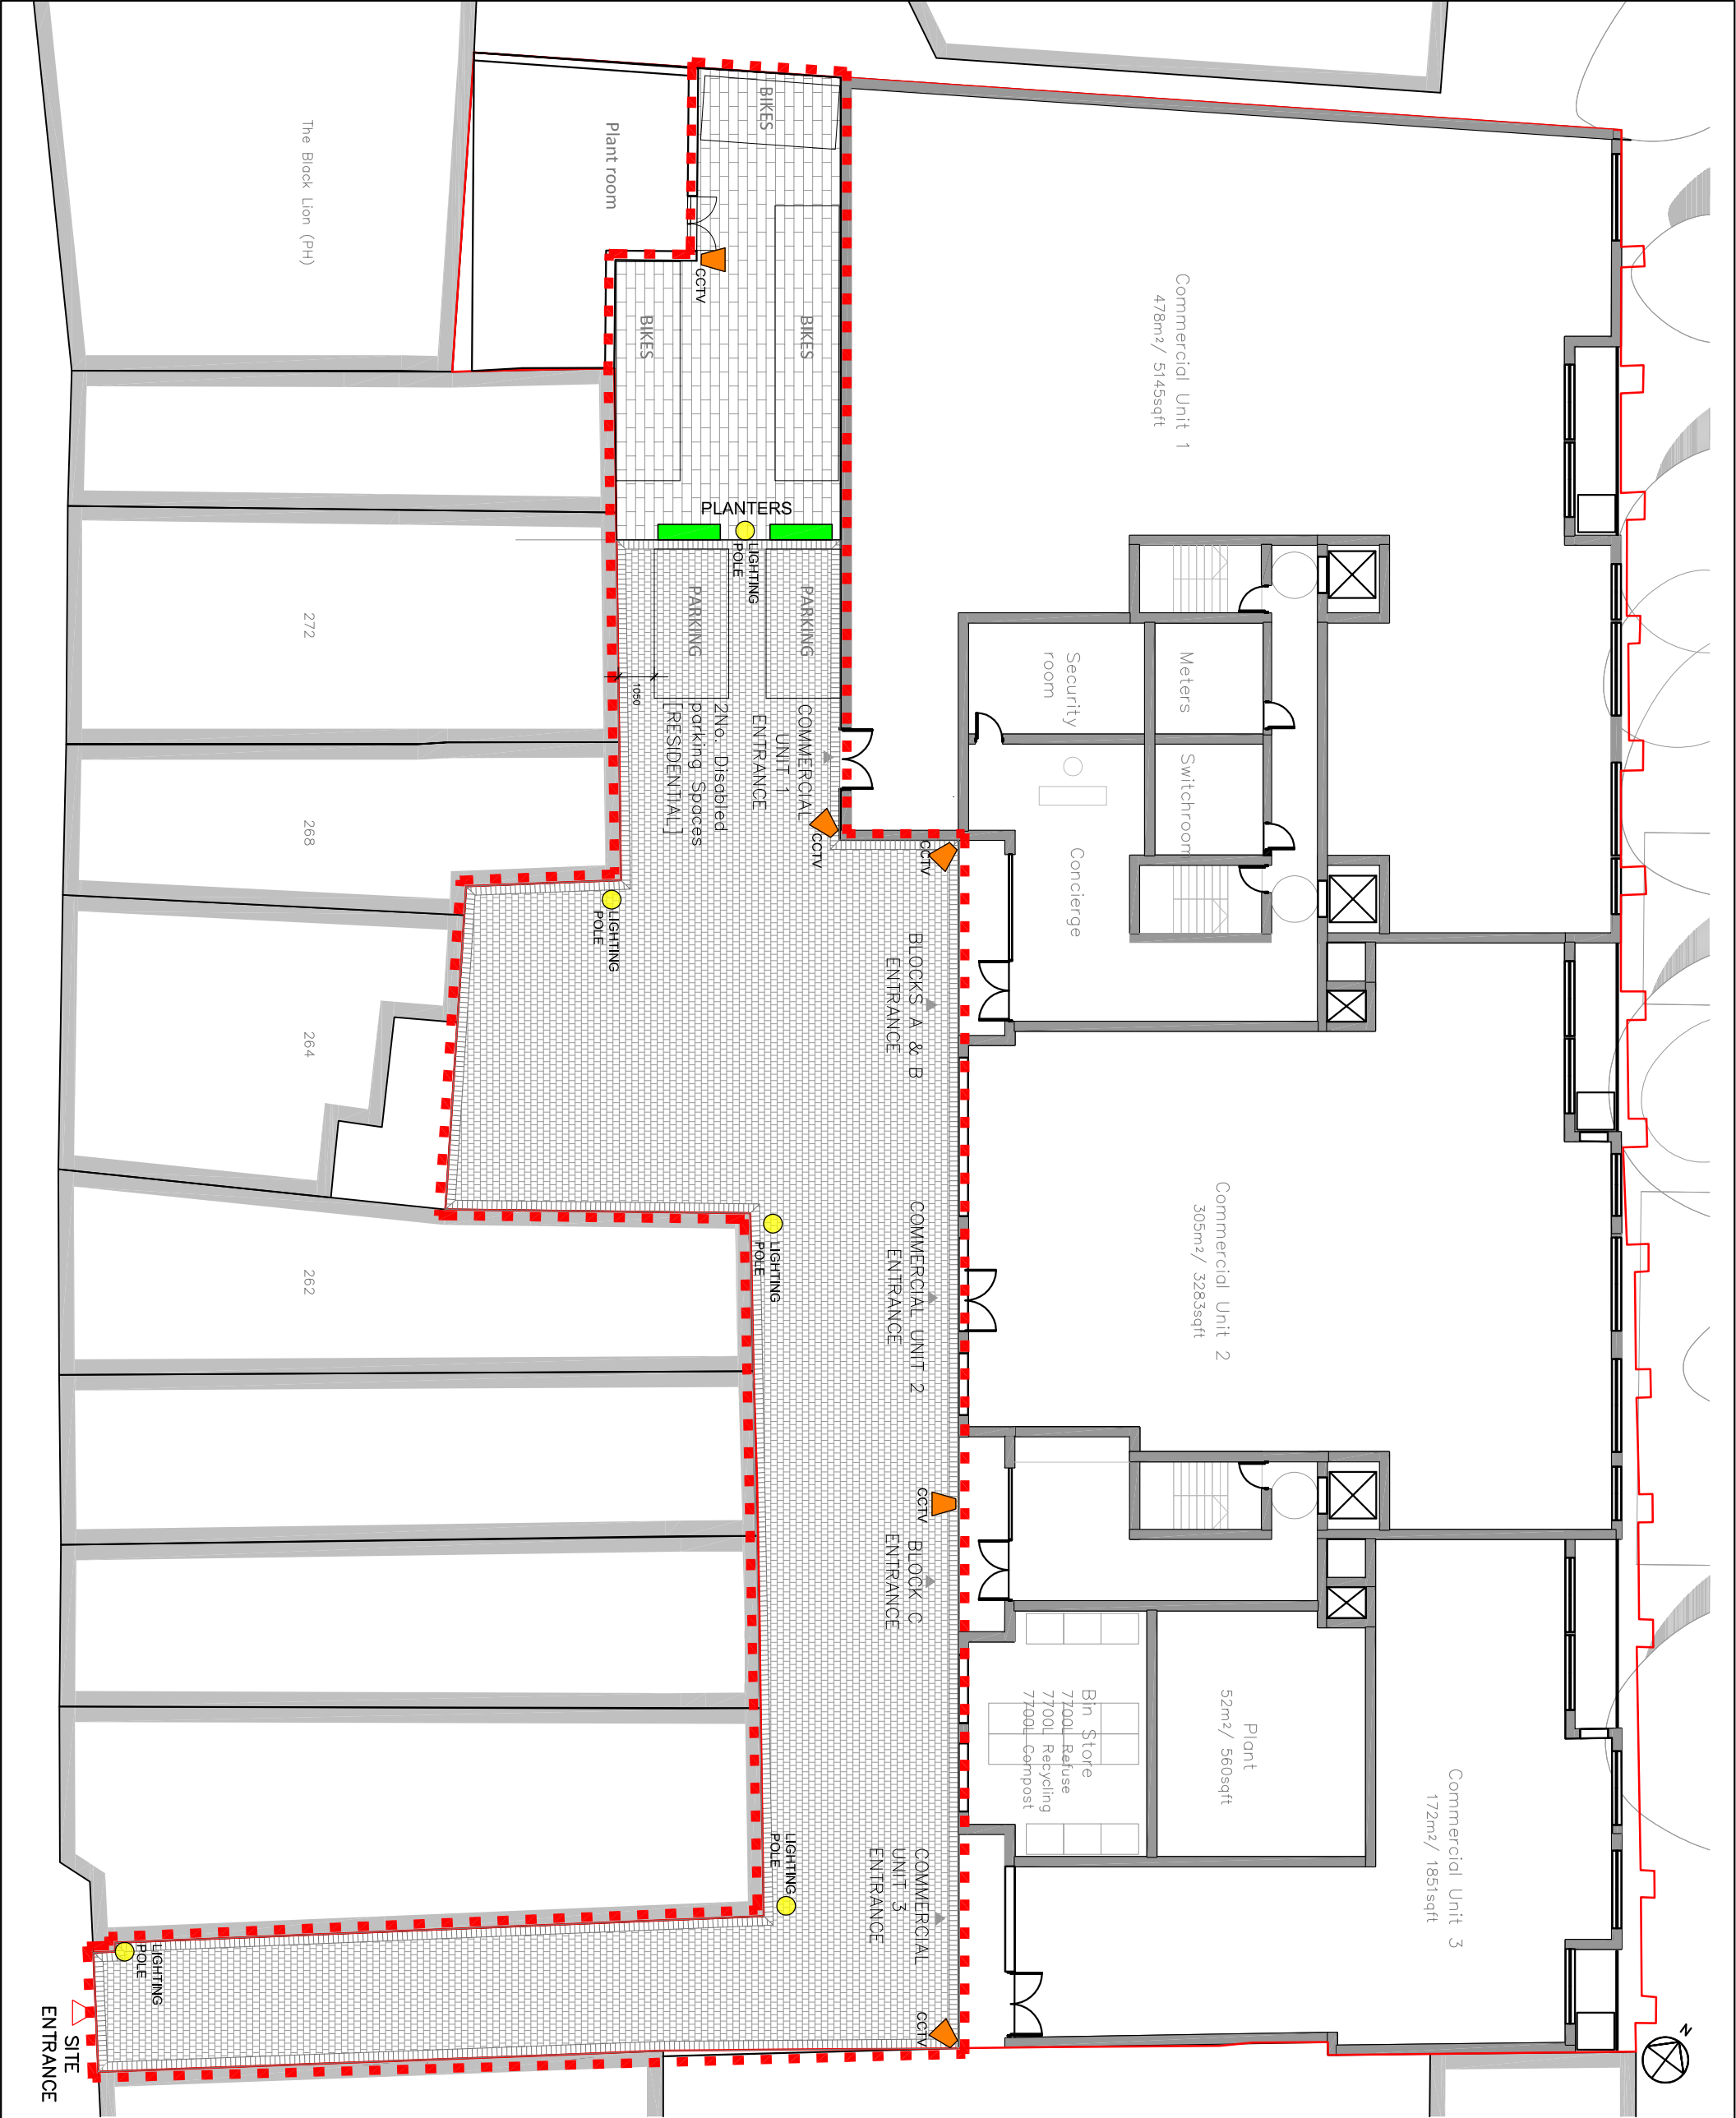 The Black Lion (PH)
Plant room
BIKES
CCTV
BIKES
BIKES
Commercial Unit 1
478m²/ 5145sqft
PLANTERS
LIGHTING
POLE
PARKING
PARKING
1050
2No. Disabled
parking Spaces
[RESIDENTIAL]
COMMERCIAL
UNIT 1
ENTRANCE
CCTV
CCTV
Security
room
Meters
Switchroom
Concierge
272
268
264
262
LIGHTING
POLE
BLOCKS A & B
ENTRANCE
LIGHTING
POLE
COMMERCIAL UNIT 2
ENTRANCE
Commercial Unit 2
305m²/ 3283sqft
CCTV
BLOCK C
ENTRANCE
Bin Store
7700L Refuse
7700L Recycling
7700L Compost
Plant
52m²/ 560sqft
Commercial Unit 3
172m²/ 1851sqft
LIGHTING
POLE
COMMERCIAL
UNIT 3
ENTRANCE
CCTV
LIGHTING
POLE
SITE
ENTRANCE
N